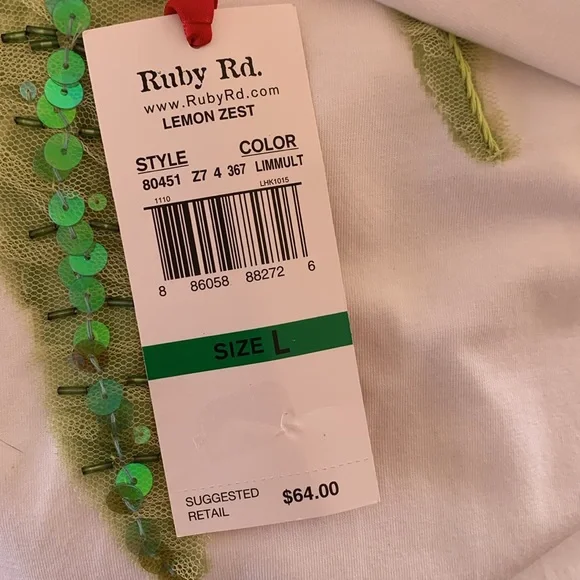 Ruby Rd.
www.RubyRd.com
LEMON ZEST
STYLE COLOR
80451 Z7 4 367 LIMMULT
1110 LHK1015
8 86058 88272 6
SIZE L
SUGGESTED
RETAIL $64.00